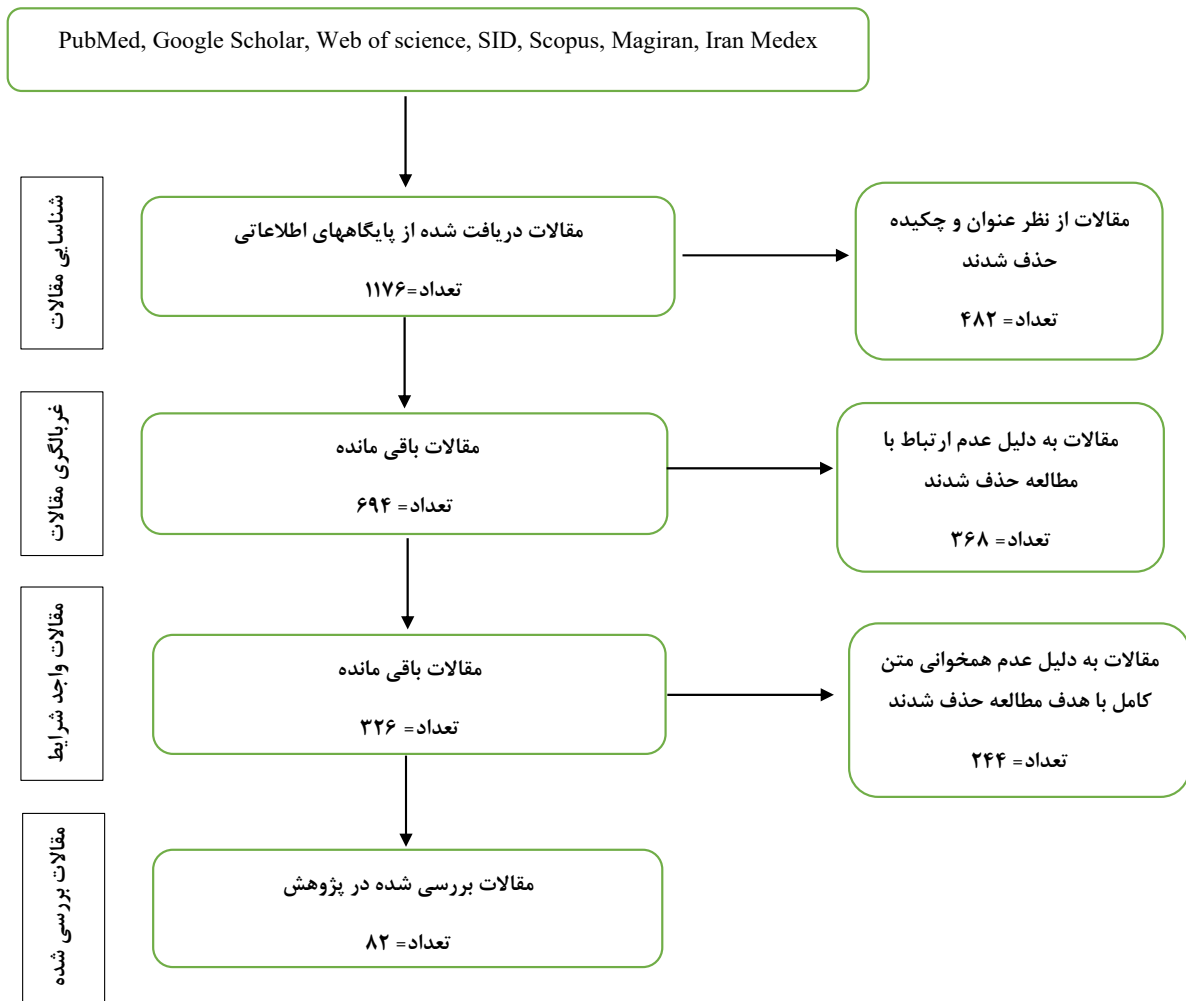 PubMed, Google Scholar, Web of science, SID, Scopus, Magiran, Iran Medex
شناسایی مقالات
مقالات دریافت شده از پایگاههای اطلاعاتی
تعداد=۱۱۷۶
مقالات از نظر عنوان و چکیده
حذف شدند
تعداد= ۴۸۲
غربالگری مقالات
مقالات باقی مانده
تعداد= ۶۹۴
مقالات به دلیل عدم ارتباط با
مطالعه حذف شدند
تعداد= ۳۶۸
مقالات واجد شرایط
مقالات باقی مانده
تعداد= ۳۲۶
مقالات به دلیل عدم همخوانی متن
کامل با هدف مطالعه حذف شدند
تعداد= ۲۴۴
مقالات بررسی شده
مقالات بررسی شده در پژوهش
تعداد= ۸۲